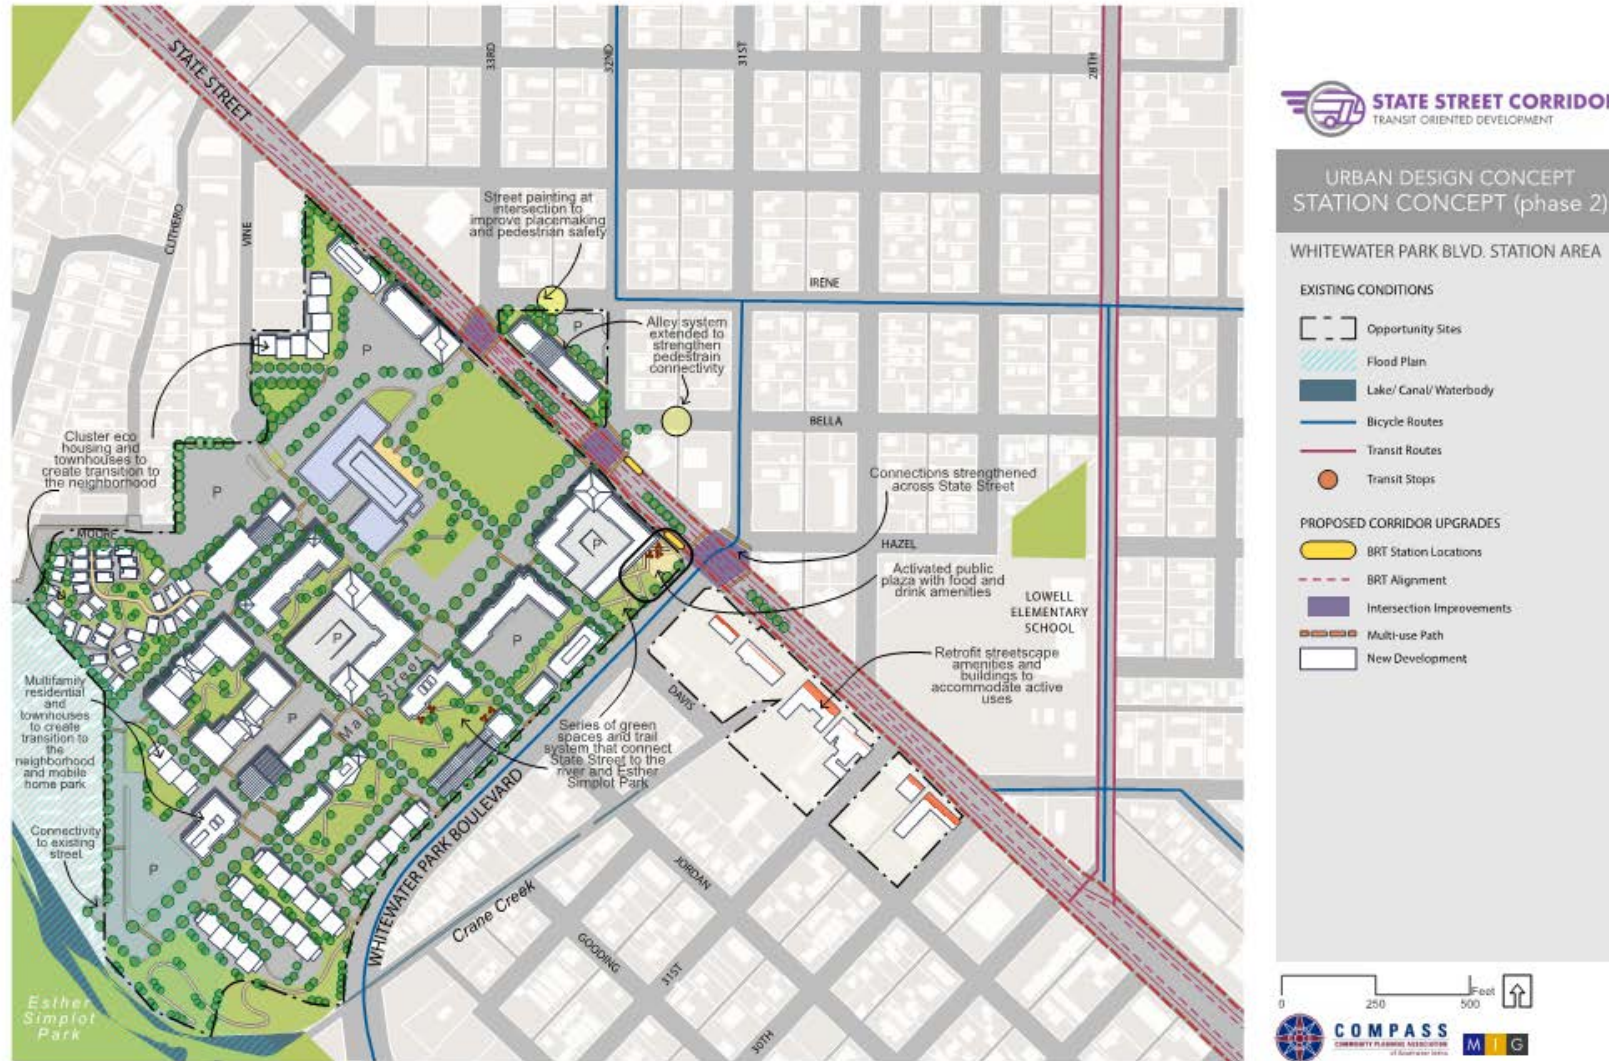 STATE STREET
33RD
32ND
31ST
28TH
CUTHERO
VINE
Street painting at
intersection to
improve placemaking
and pedestrian safety
IRENE
P
Alley system
extended to
strengthen
pedestrain
connectivity
P
BELLA
Cluster eco
housing and
townhouses to
create transition to
the neighborhood
Connections strengthened
across State Street
P
MOORE
HAZEL
P
Activated public
plaza with food and
drink amenities
LOWELL
ELEMENTARY
SCHOOL
P
P
Retrofit streetscape
amenities and
buildings to
accommodate active
uses
Multifamily
residential
and
townhouses
to create
transition to
the
neighborhood
and mobile
home park
Main Street
P
DAVIS
Series of green
spaces and trail
system that connect
State Street to the
river and Esther
Simplot Park
Connectivity
to existing
street
P
WHITEWATER PARK BOULEVARD
Crane Creek
JORDAN
GOODING
31ST
30TH
Esther
Simplot
Park
STATE STREET CORRIDOR
TRANSIT ORIENTED DEVELOPMENT
URBAN DESIGN CONCEPT
STATION CONCEPT (phase 2)
WHITEWATER PARK BLVD. STATION AREA
EXISTING CONDITIONS
Opportunity Sites
Flood Plain
Lake/ Canal/ Waterbody
Bicycle Routes
Transit Routes
Transit Stops
PROPOSED CORRIDOR UPGRADES
BRT Station Locations
BRT Alignment
Intersection Improvements
Multi-use Path
New Development
0 250 500 Feet
COMPASS
COMMUNITY PLANNING ASSOCIATION
of Southwest Idaho
M I G